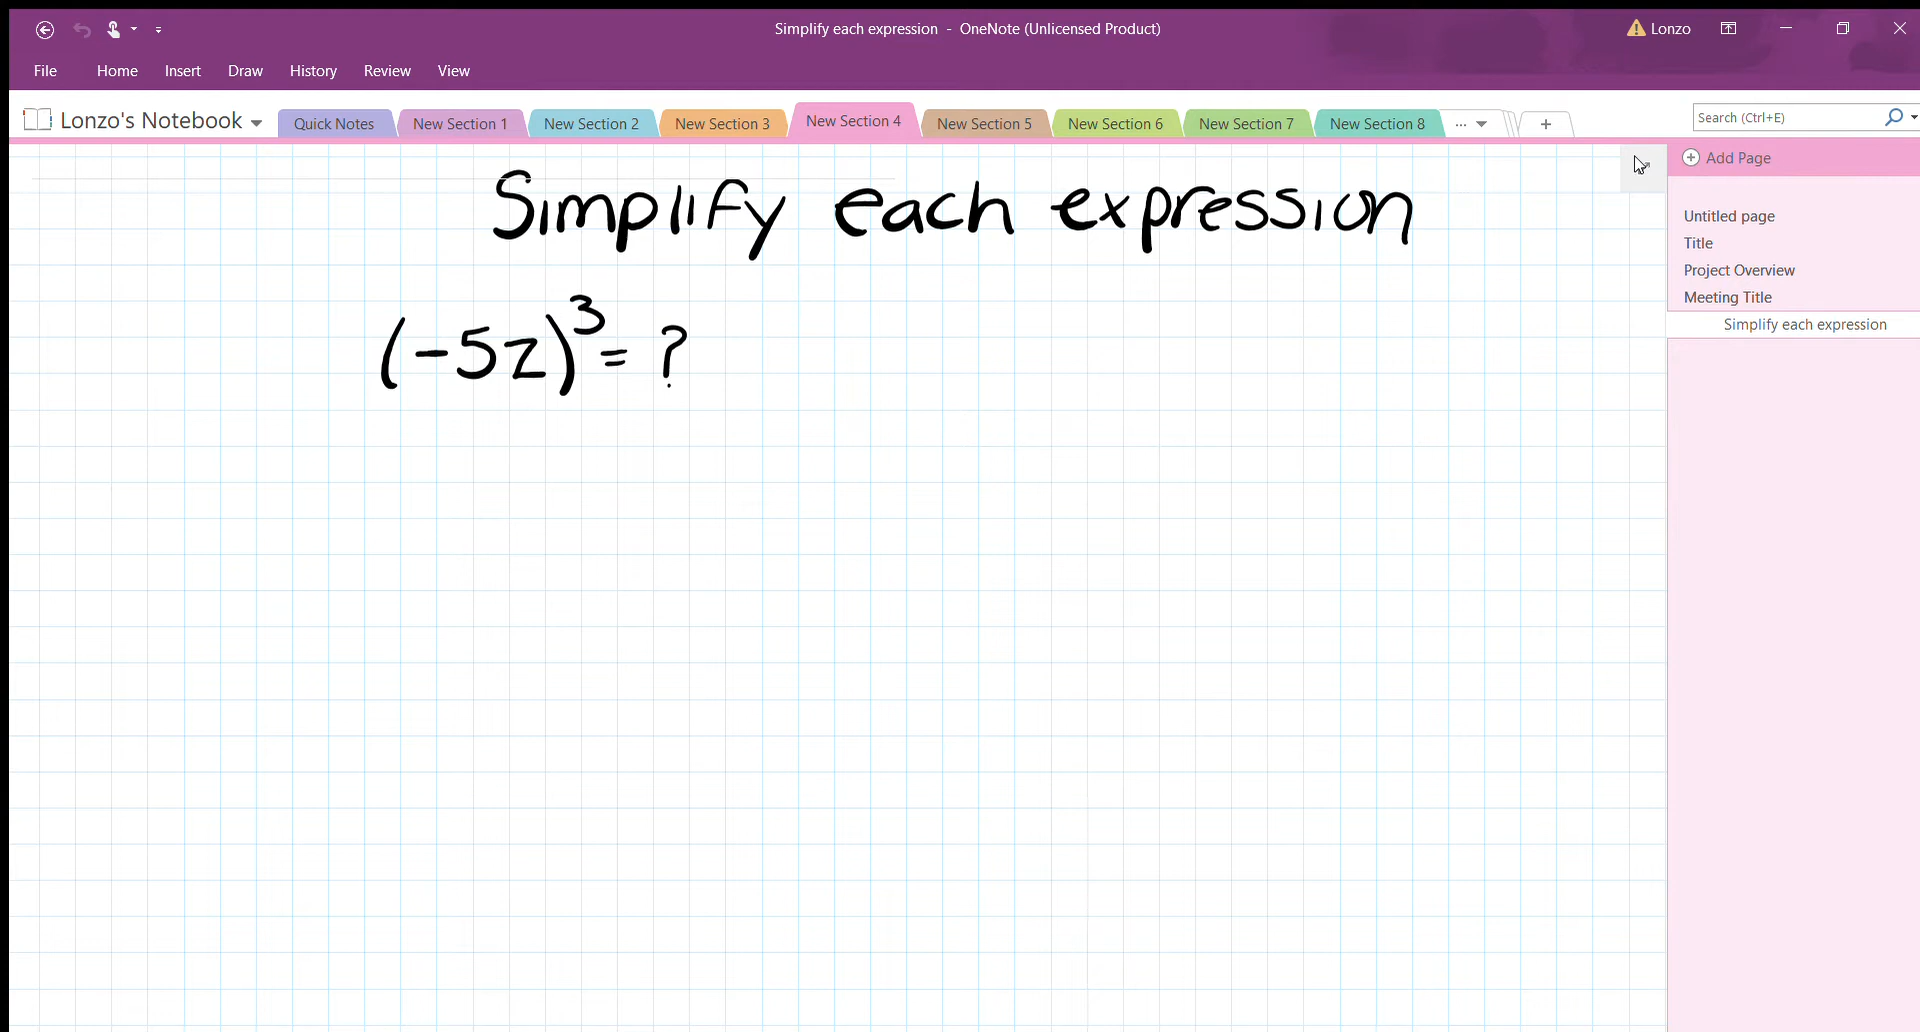 Simplify each expression - OneNote (Unlicensed Product)
Lonzo
File Home Insert Draw History Review View
Lonzo's Notebook
Quick Notes New Section 1 New Section 2 New Section 3 New Section 4 New Section 5 New Section 6 New Section 7 New Section 8 ... +
Search (Ctrl+E)
Add Page
Untitled page
Title
Project Overview
Meeting Title
Simplify each expression
Simplify each expression
(-5z)³= ?